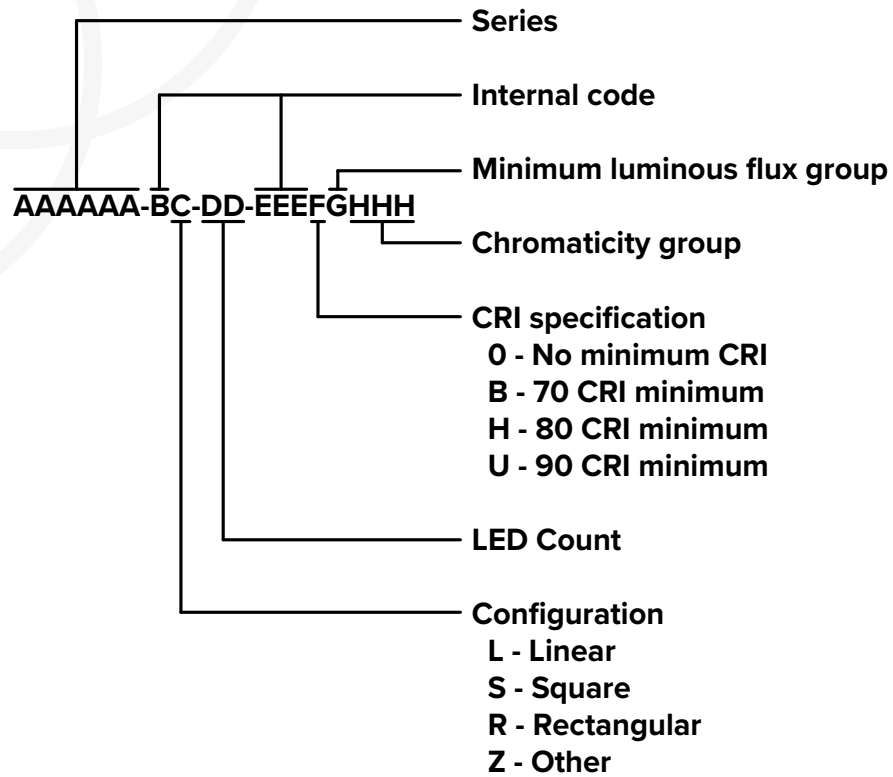 Series
Internal code
Minimum luminous flux group
AAAAAA-BC-DD-EEEFGHHH
Chromaticity group
CRI specification
0 - No minimum CRI
B - 70 CRI minimum
H - 80 CRI minimum
U - 90 CRI minimum
LED Count
Configuration
L - Linear
S - Square
R - Rectangular
Z - Other